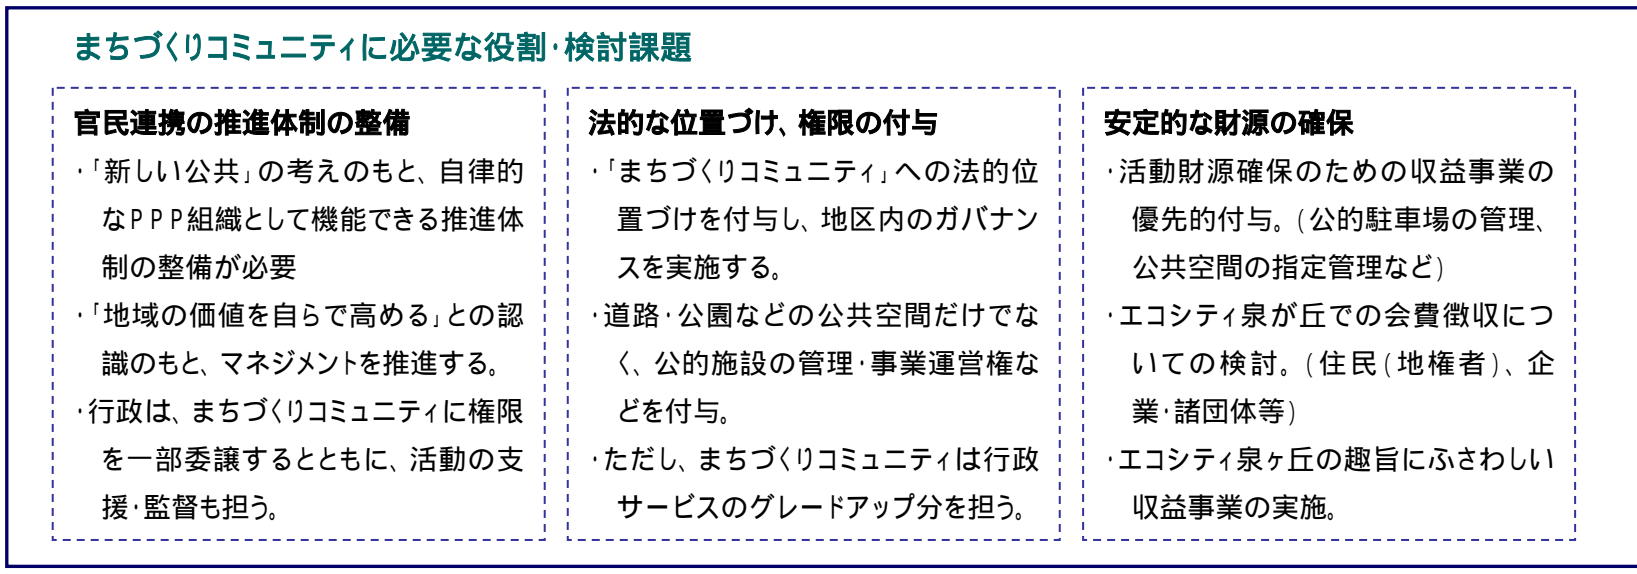 まちづくりコミュニティに必要な役割・検討課題
官民連携の推進体制の整備
・「新しい公共」の考えのもと、自律的
なＰＰＰ組織として機能できる推進体
制の整備が必要
・「地域の価値を自らで高める」との認
識のもと、マネジメントを推進する。
・行政は、まちづくりコミュニティに権限
を一部委譲するとともに、活動の支
援・監督も担う。
法的な位置づけ、権限の付与
・「まちづくりコミュニティ」への法的位
置づけを付与し、地区内のガバナン
スを実施する。
・道路・公園などの公共空間だけでな
く、公的施設の管理・事業運営権な
どを付与。
・ただし、まちづくりコミュニティは行政
サービスのグレードアップ分を担う。
安定的な財源の確保
・活動財源確保のための収益事業の
優先的付与。（公的駐車場の管理、
公共空間の指定管理など）
・エコシティ泉が丘での会費徴収につ
いての検討。（住民（地権者）、企
業・諸団体等）
・エコシティ泉ヶ丘の趣旨にふさわしい
収益事業の実施。